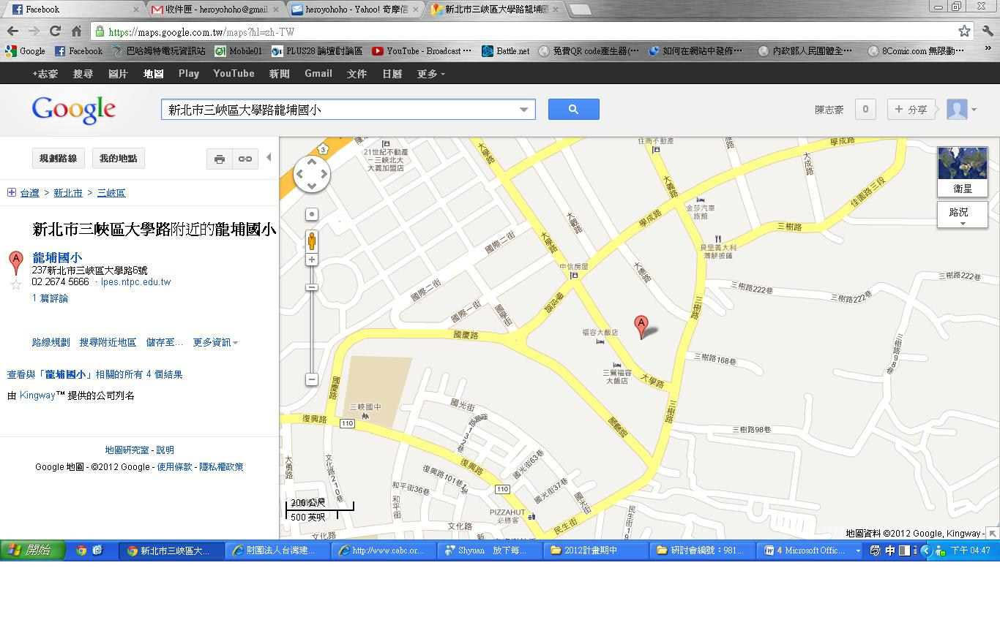 Facebook
收件匣 - heroyohoho@gmail
heroyohoho - Yahoo! 奇摩信
新北市三峽區大學路龍埔國
https://maps.google.com.tw/maps?hl=zh-TW
Google
Facebook
巴哈姆特電玩資訊站
Mobile01
PLUS28 論壇討論區
YouTube - Broadcast ⋯
Battle.net
免費QR code產生器(⋯
如何在網站中發佈⋯
內政部人民團體全⋯
8Comic.com 無限動⋯
»
+志豪 搜尋 圖片 地圖 Play YouTube 新聞 Gmail 文件 日曆 更多
Google
新北市三峽區大學路龍埔國小
陳志豪
0
+ 分享
規劃路線
我的地點
台灣 > 新北市 > 三峽區
新北市三峽區大學路附近的龍埔國小
A
龍埔國小
237新北市三峽區大學路6號
02 2674 5666 · lpes.ntpc.edu.tw
1 篇評論
路線規劃 搜尋附近地區 儲存至... 更多資訊
查看與「龍埔國小」相關的所有 4 個結果
由 Kingway™ 提供的公司列名
地圖研究室 - 說明
Google 地圖 - ©2012 Google - 使用條款 - 隱私權政策
3
21世紀不動產
－三峽北大
大義加盟店
大學路
住商不動產
大義路
大成路
學成路
佳園路三段
衛星
路況
金莎汽車
旅館
學成路
三樹路
大觀路
貝里義大利
薄餅披薩
國際二街
大學路
中信房屋
大德路
國際二街
國際一街
國學街
學成路
三樹路
三樹路222巷
三樹路222巷
三樹路222巷
A
福容大飯店
國慶路
三鶯福容
大飯店
大學路
三樹路168巷
三樹路98巷
國慶路
三峽國中
國光街
三樹路
三樹路98巷
復興路
110
國慶路
大勇路
文化路210巷
復興路
復興路101巷
和平街36巷
和平街
國光街63巷
國光街37巷
國光街
110
PIZZAHUT
必勝客
文化路
民生街
200 公尺
500 英呎
地圖資料 ©2012 Google, Kingway -
開始
新北市三峽區大...
財團法人台灣建...
http://www.cabc.or...
Shyuan 放下每...
2012計畫期中
研討會編號：981...
4 Microsoft Offic...
中
下午 04:47